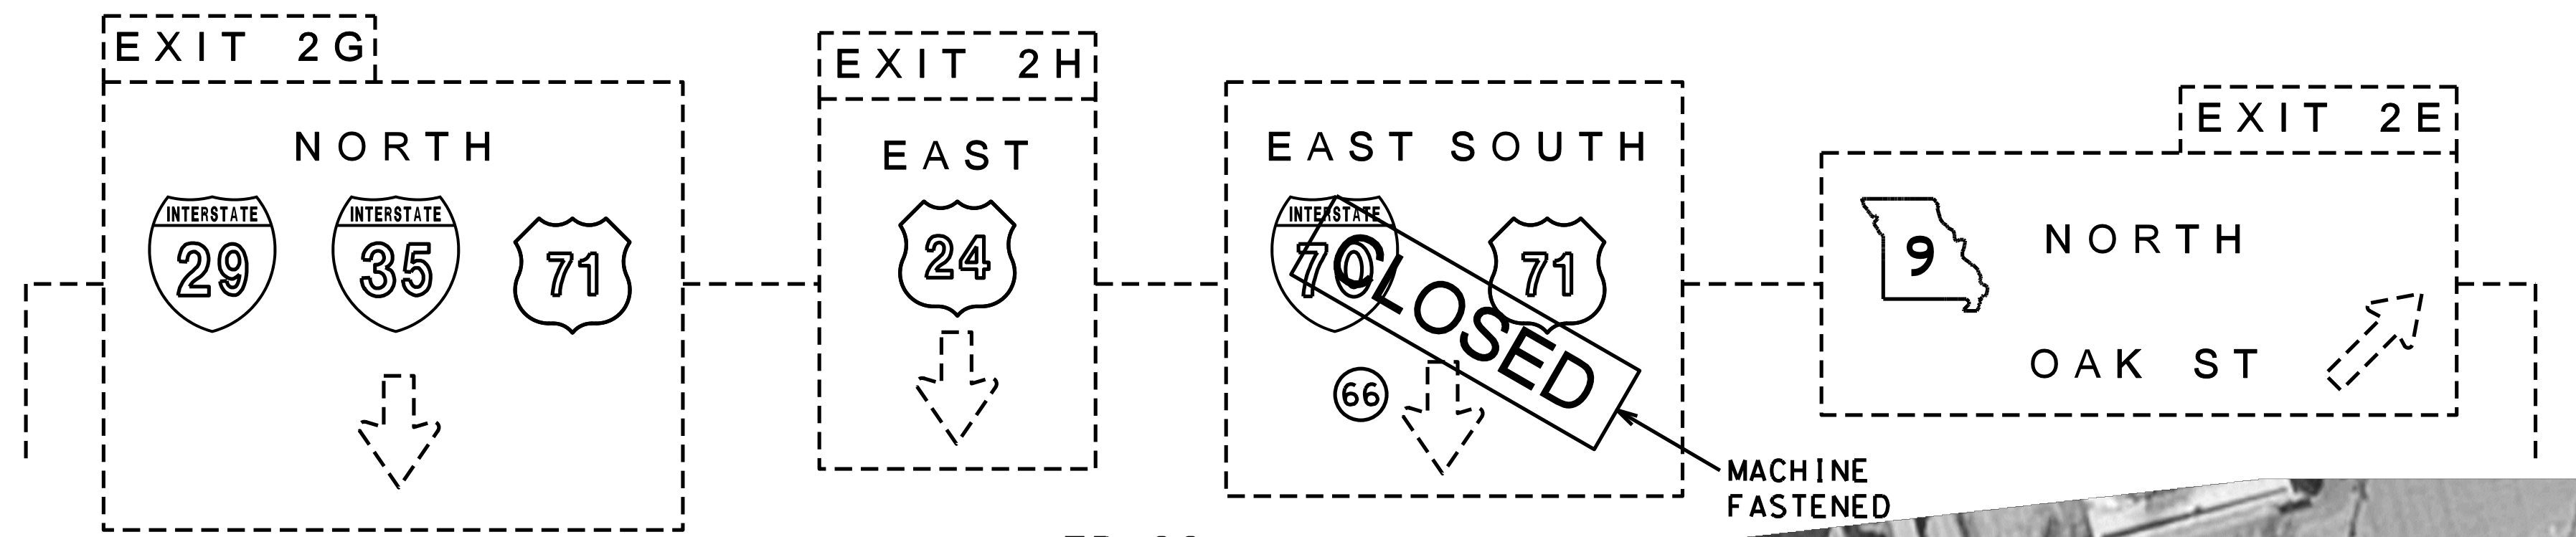 EXIT 2G
NORTH
INTERSTATE 29
INTERSTATE 35
71
EXIT 2H
EAST
24
EAST SOUTH
INTERSTATE 70
71
CLOSED
66
MACHINE
FASTENED
EXIT 2E
9
NORTH
OAK ST